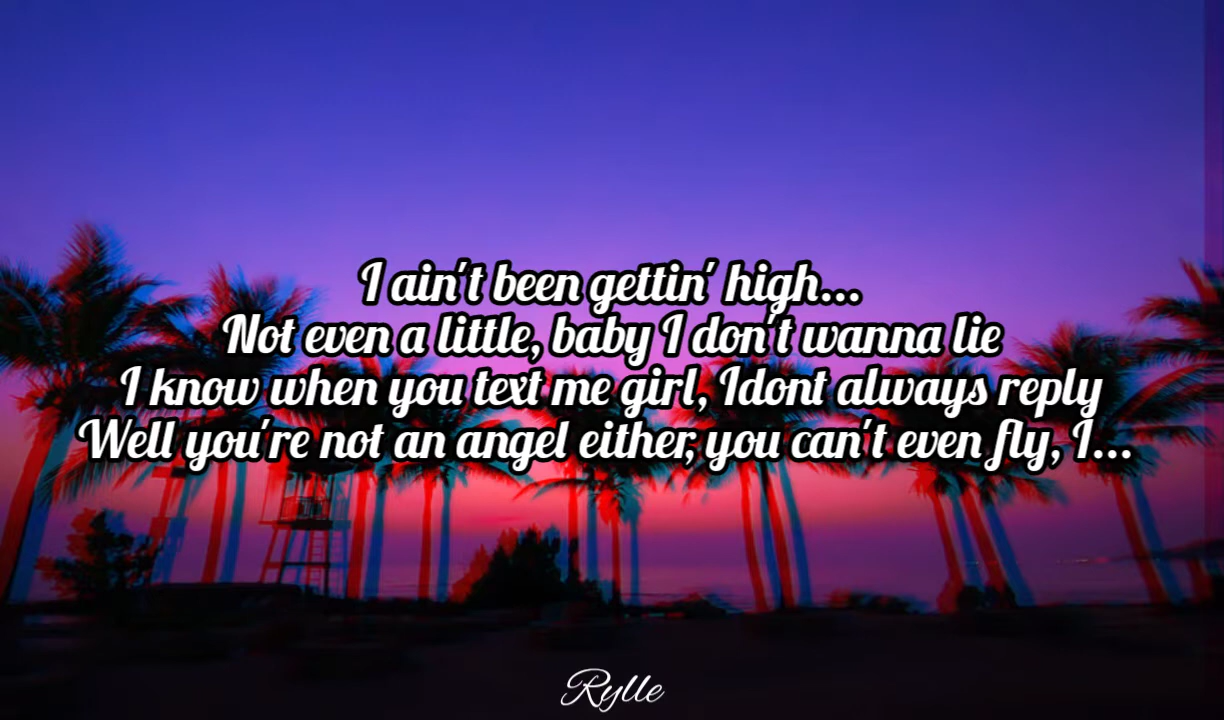 I ain't been gettin' high...
Not even a little, baby I don't wanna lie
I know when you text me girl, Idont always reply
Well you're not an angel either, you can't even fly, I...
Rylle